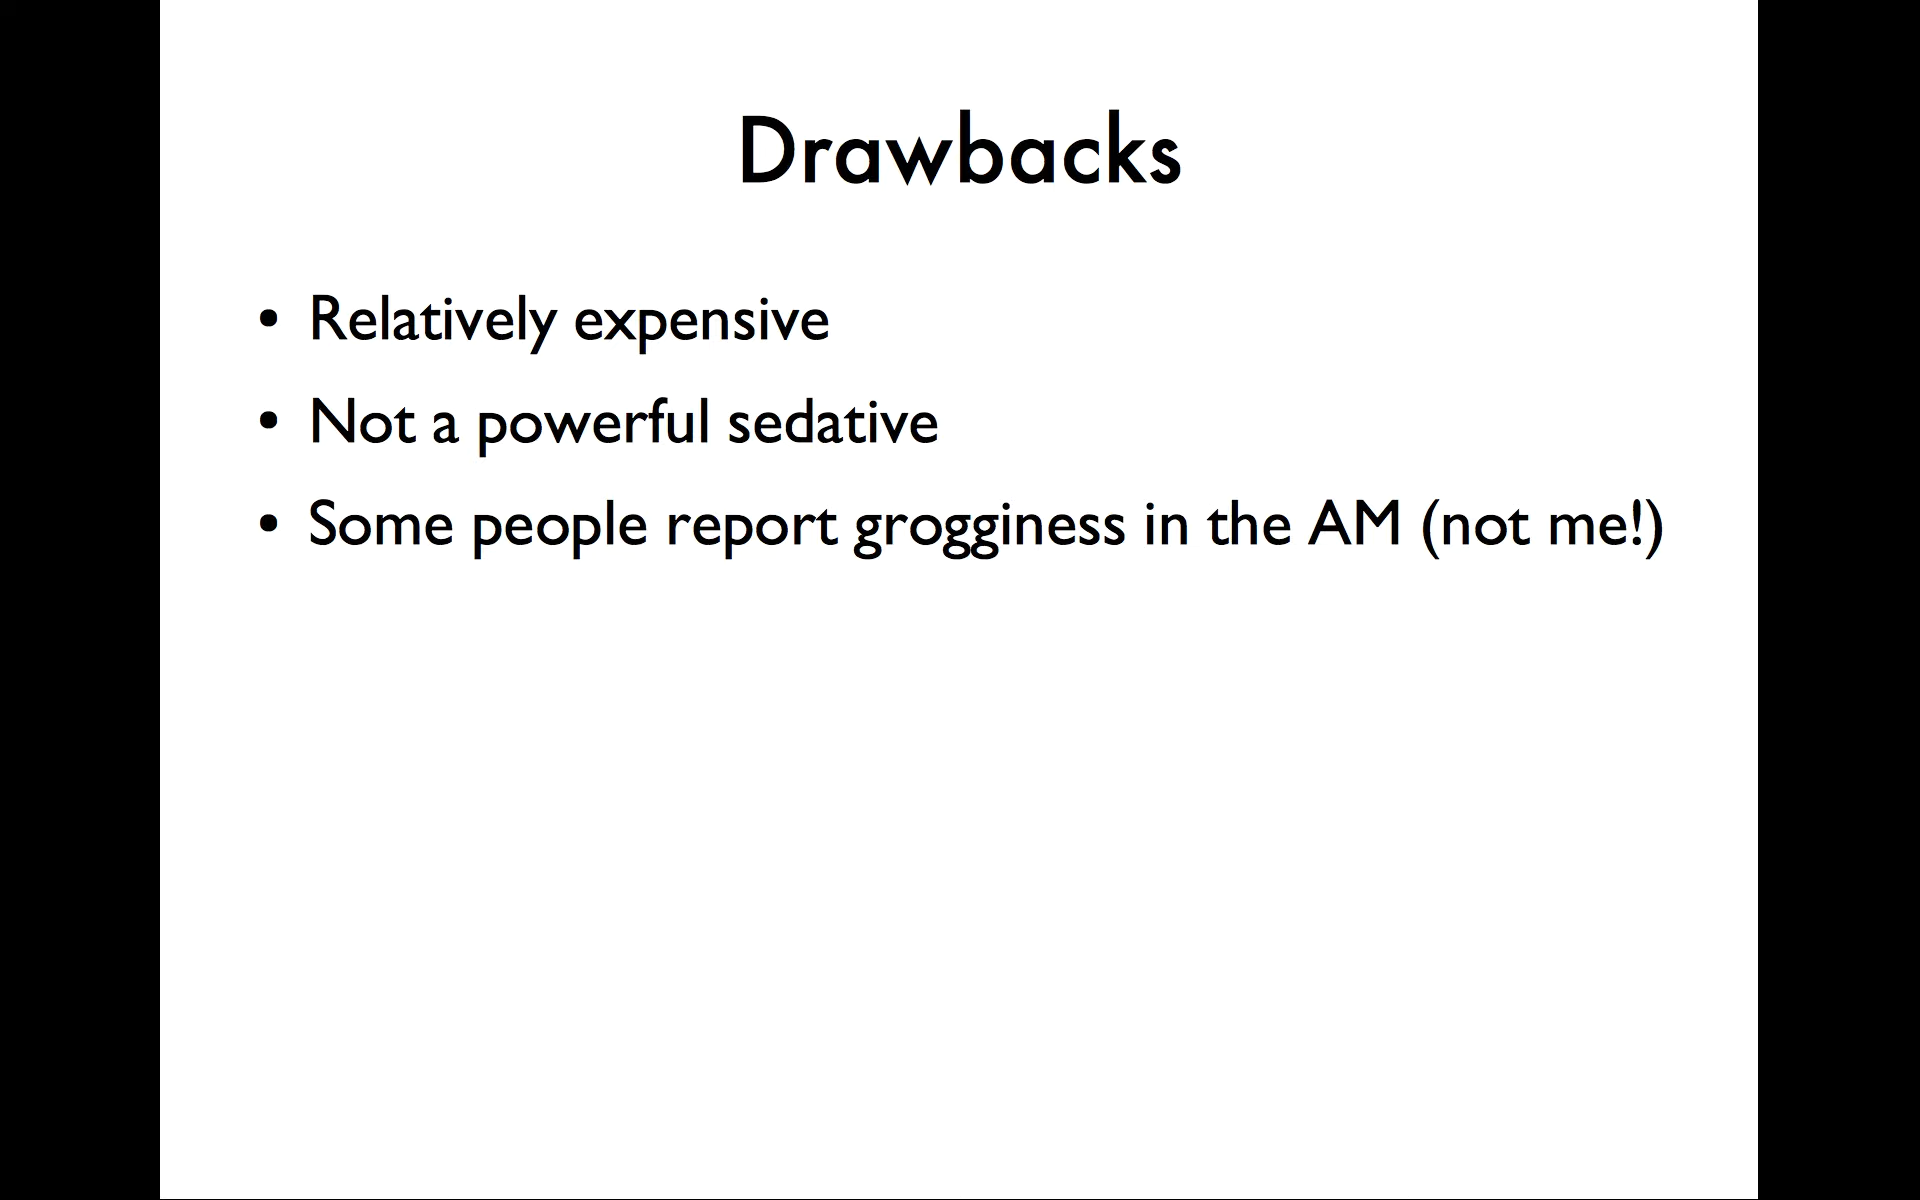 Drawbacks
• Relatively expensive
• Not a powerful sedative
• Some people report grogginess in the AM (not me!)